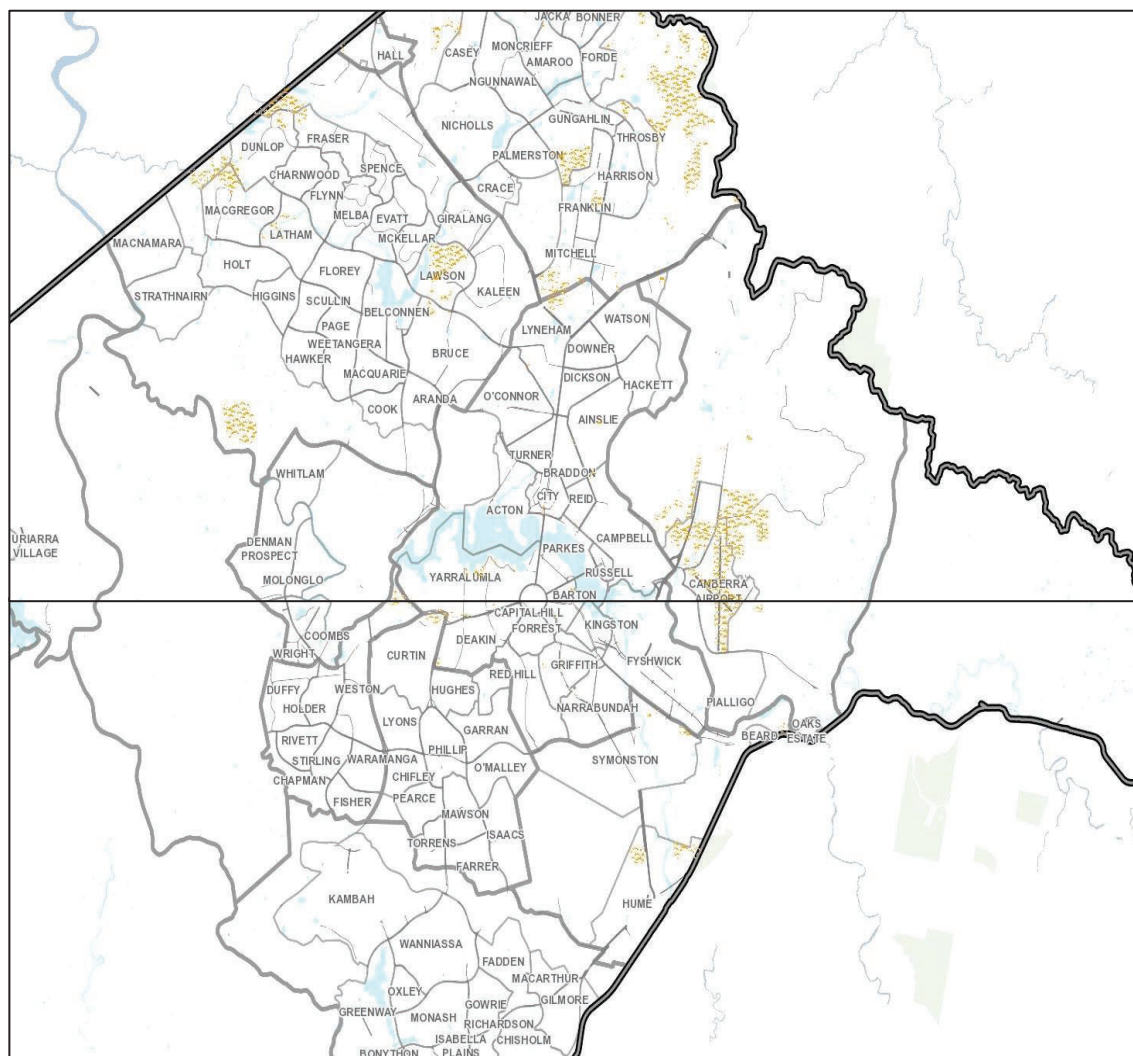 JACKA
BONNER
HALL
CASEY
MONCRIEFF
AMAROO
FORDE
NGUNNAWAL
GUNGAHLIN
NICHOLLS
THROSBY
DUNLOP
FRASER
PALMERSTON
SPENCE
CHARNWOOD
HARRISON
CRACE
FLYNN
MACGREGOR
MELBA
EVATT
GIRALANG
FRANKLIN
LATHAM
MCKELLAR
MACNAMARA
MITCHELL
HOLT
FLOREY
LAWSON
STRATHNAIRN
HIGGINS
SCULLIN
KALEEN
BELCONNEN
WATSON
PAGE
LYNEHAM
WEETANGERA
DOWNER
HAWKER
BRUCE
MACQUARIE
DICKSON
HACKETT
COOK
ARANDA
O'CONNOR
AINSLIE
TURNER
WHITLAM
BRADDON
CITY
REID
ACTON
URIARRA
VILLAGE
DENMAN
PROSPECT
CAMPBELL
PARKES
MOLONGLO
YARRALUMLA
RUSSELL
CANBERRA
AIRPORT
BARTON
CAPITAL HILL
COOMBS
DEAKIN
FORREST
KINGSTON
WRIGHT
CURTIN
GRIFFITH
FYSHWICK
RED HILL
DUFFY
WESTON
HUGHES
HOLDER
NARRABUNDAH
PIALLIGO
LYONS
GARRAN
OAKS
ESTATE
BEARD
RIVETT
PHILLIP
STIRLING
WARAMANGA
SYMONSTON
O'MALLEY
CHAPMAN
CHIFLEY
FISHER
PEARCE
MAWSON
ISAACS
TORRENS
FARRER
KAMBAH
HUME
WANNIASSA
FADDEN
MACARTHUR
OXLEY
GILMORE
GREENWAY
GOWRIE
MONASH
RICHARDSON
ISABELLA
PLAINS
CHISHOLM
BONYTHON